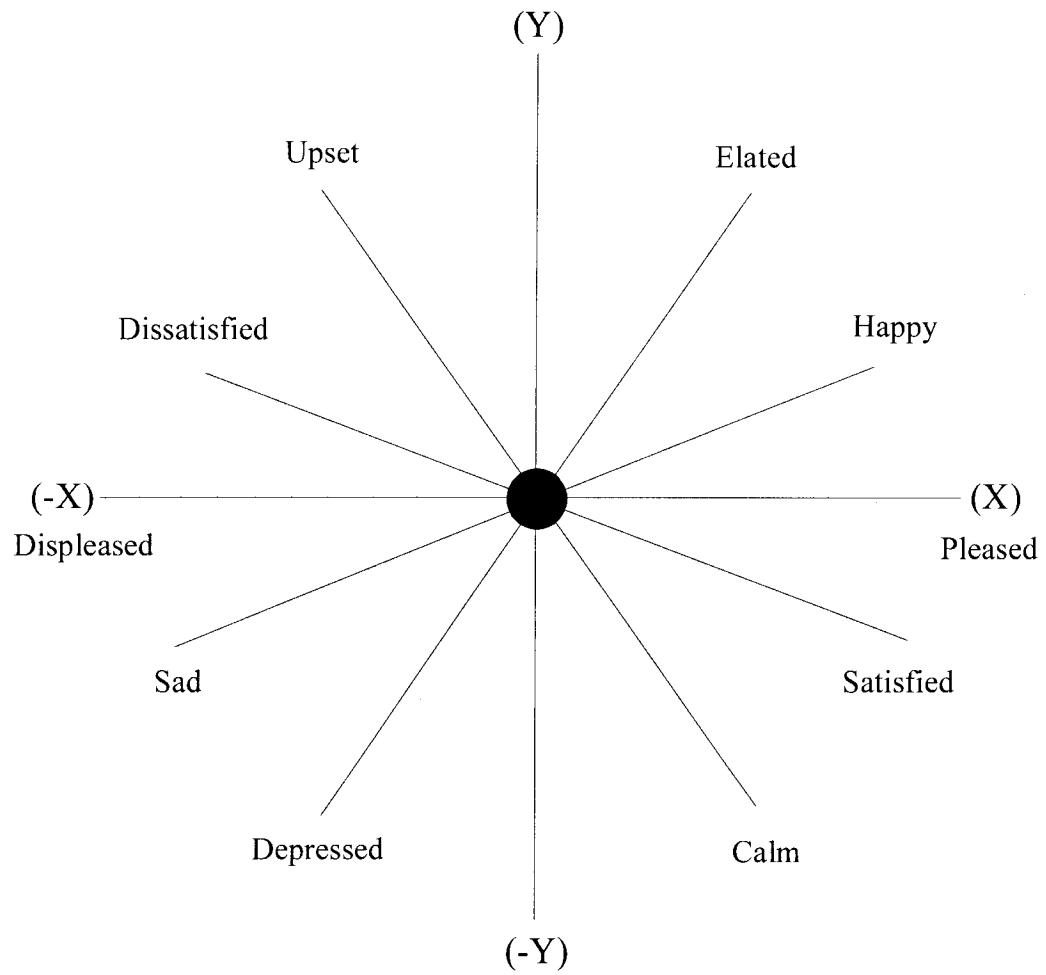 (Y)
Upset
Elated
Dissatisfied
Happy
(-X)
(X)
Displeased
Pleased
Sad
Satisfied
Depressed
Calm
(-Y)